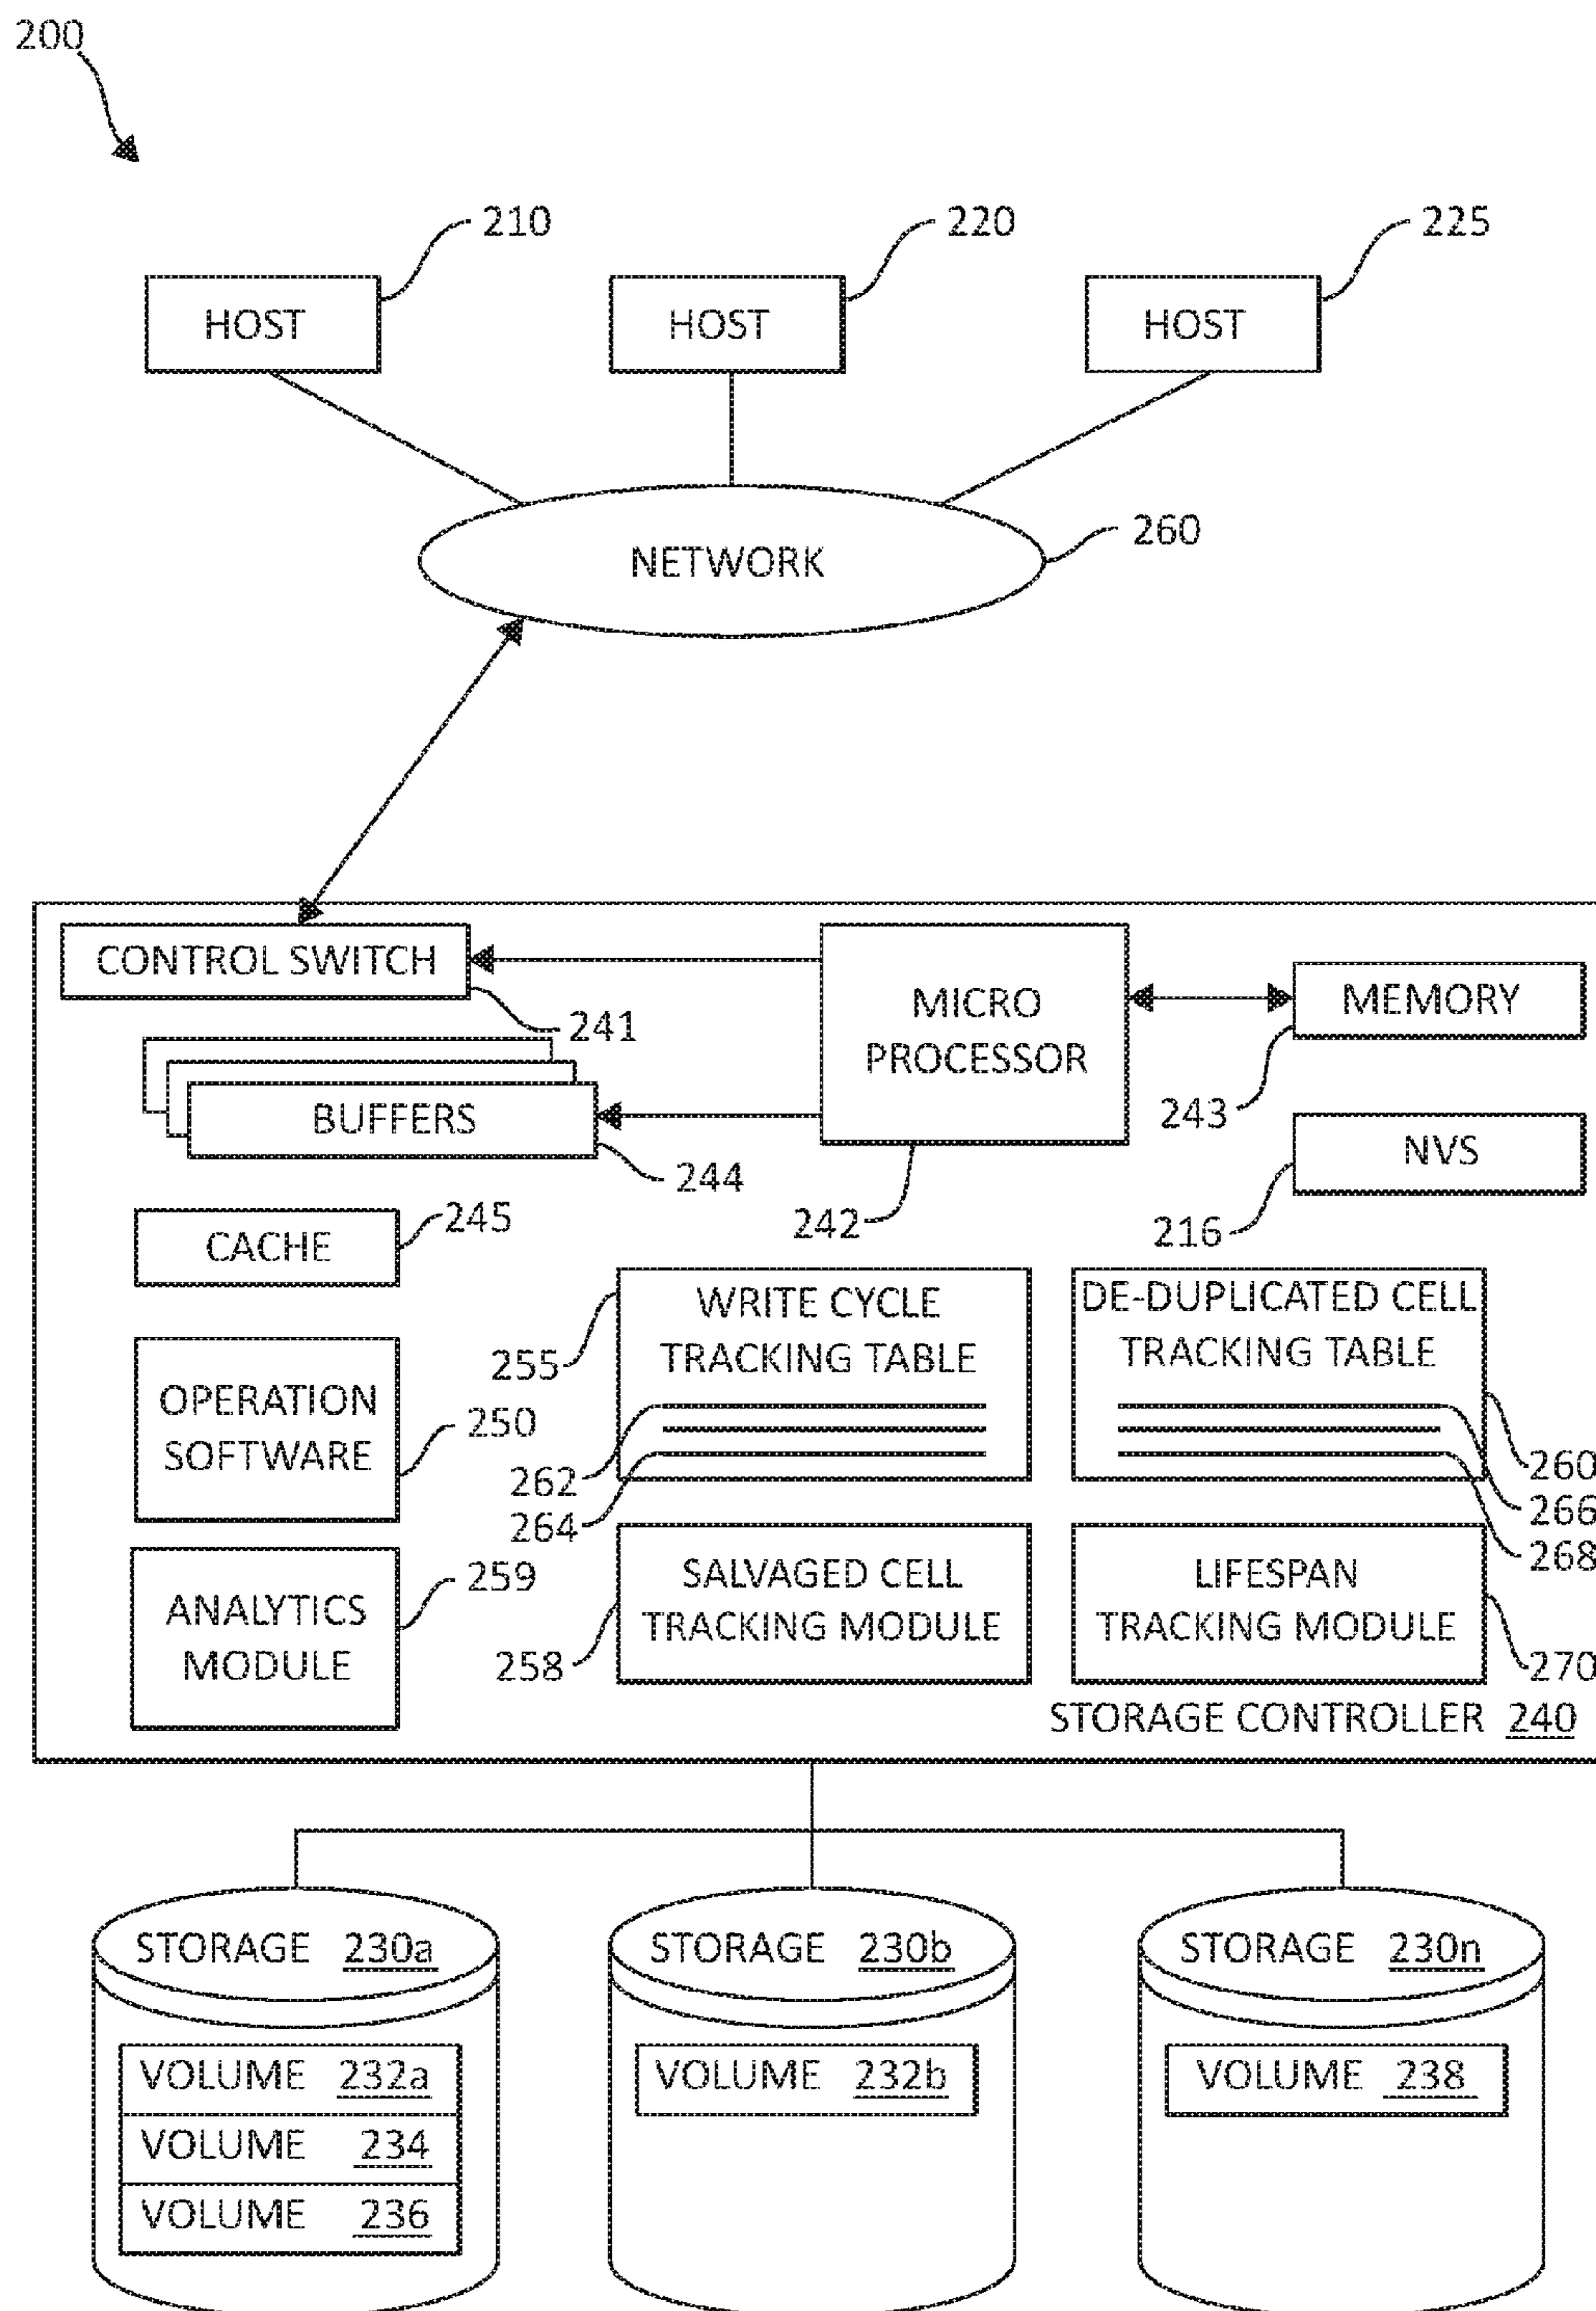 200
210
220
225
HOST
HOST
HOST
260
NETWORK
CONTROL SWITCH
241
MICRO
PROCESSOR
MEMORY
243
BUFFERS
244
242
NVS
216
CACHE
245
WRITE CYCLE
TRACKING TABLE
255
262
264
DE-DUPLICATED CELL
TRACKING TABLE
260
266
268
OPERATION
SOFTWARE
250
ANALYTICS
MODULE
259
SALVAGED CELL
TRACKING MODULE
258
LIFESPAN
TRACKING MODULE
270
STORAGE CONTROLLER 240
STORAGE 230a
VOLUME 232a
VOLUME 234
VOLUME 236
STORAGE 230b
VOLUME 232b
STORAGE 230n
VOLUME 238